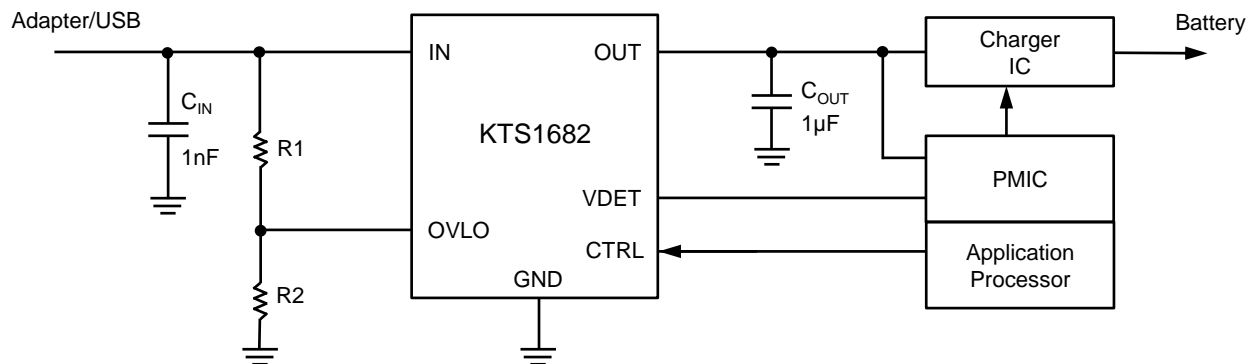 Adapter/USB
Battery
IN
OUT
Charger
IC
C_IN
1nF
R1
KTS1682
C_OUT
1µF
PMIC
VDET
OVLO
CTRL
Application
Processor
GND
R2